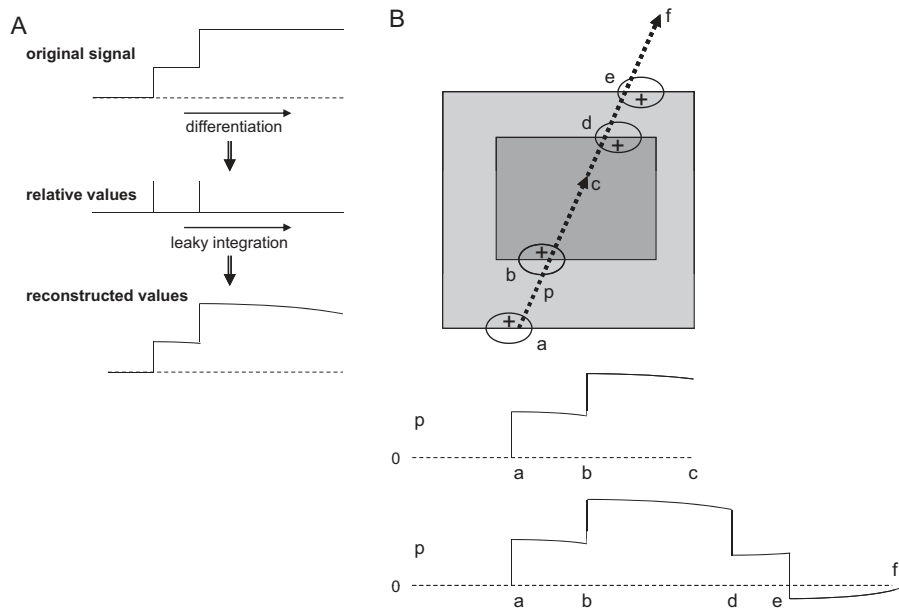 A
original signal
differentiation
relative values
leaky integration
reconstructed values
B
f
e
+
d
+
c
+
b
p
+
a
p
0
a b c
p
f
0
a b d e